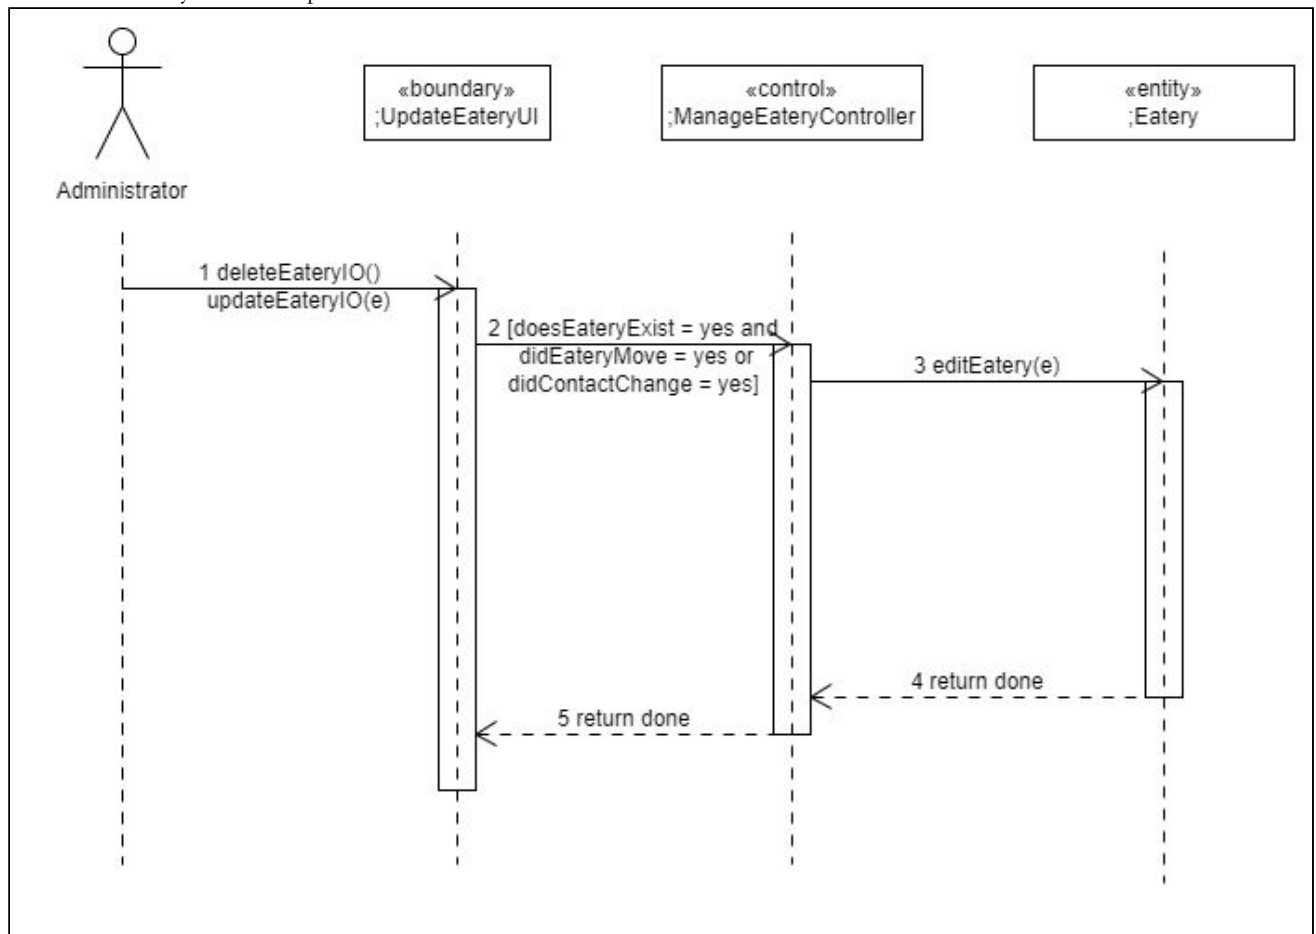 «boundary»
;UpdateEateryUI
«control»
;ManageEateryController
«entity»
;Eatery
Administrator
1 deleteEateryIO()
updateEateryIO(e)
2 [doesEateryExist = yes and
didEateryMove = yes or
didContactChange = yes]
3 editEatery(e)
4 return done
5 return done